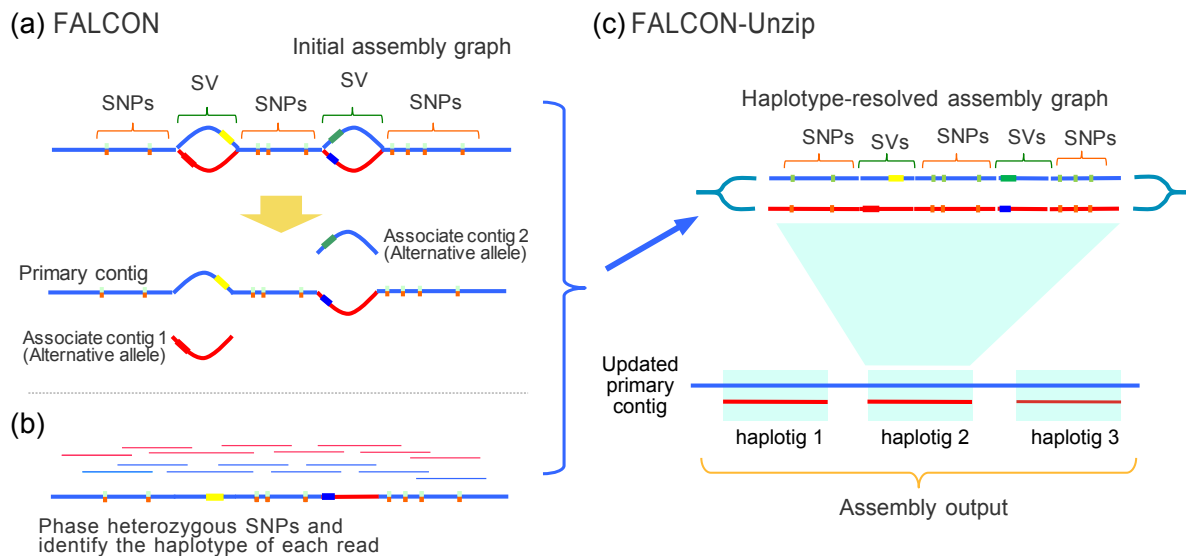 (a) FALCON
Initial assembly graph
SV
SV
SNPs
SNPs
SNPs
Associate contig 2
(Alternative allele)
Primary contig
Associate contig 1
(Alternative allele)
(b)
Phase heterozygous SNPs and
identify the haplotype of each read
(c) FALCON-Unzip
Haplotype-resolved assembly graph
SNPs
SVs
SNPs
SVs
SNPs
Updated
primary
contig
haplotig 1
haplotig 2
haplotig 3
Assembly output